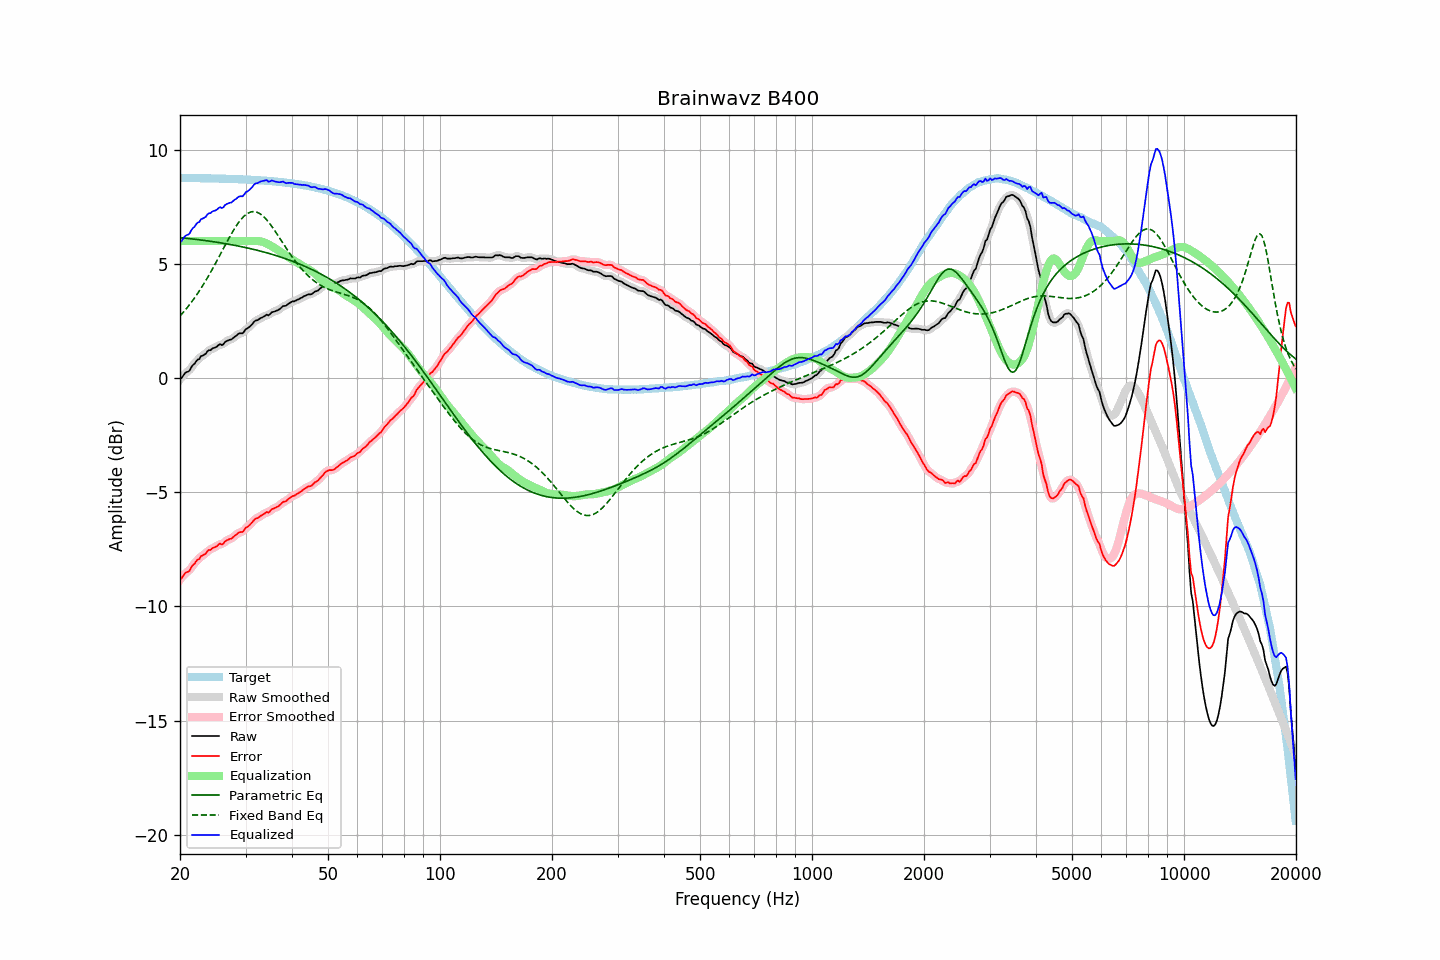 Brainwavz B400
Amplitude (dBr)
10
5
0
−5
−10
−15
−20
Target
Raw Smoothed
Error Smoothed
Raw
Error
Equalization
Parametric Eq
Fixed Band Eq
Equalized
20 50 100 200 500 1000 2000 5000 10000 20000
Frequency (Hz)